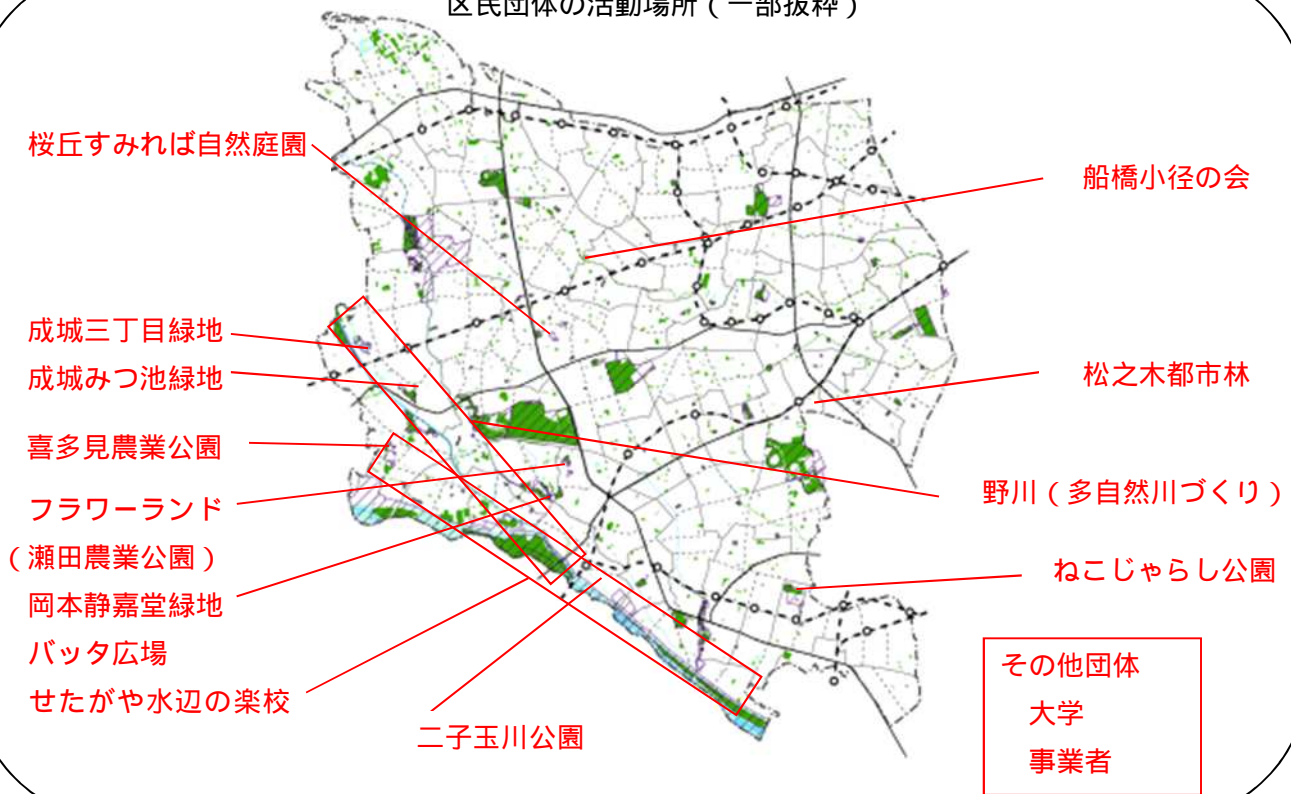 区民団体の活動場所(一部抜粋)
桜丘すみれば自然庭園
船橋小径の会
成城三丁目緑地
成城みつ池緑地
松之木都市林
喜多見農業公園
フラワーランド
(瀬田農業公園)
野川(多自然川づくり)
岡本静嘉堂緑地
ねこじゃらし公園
バッタ広場
せたがや水辺の楽校
二子玉川公園
その他団体
大学
事業者